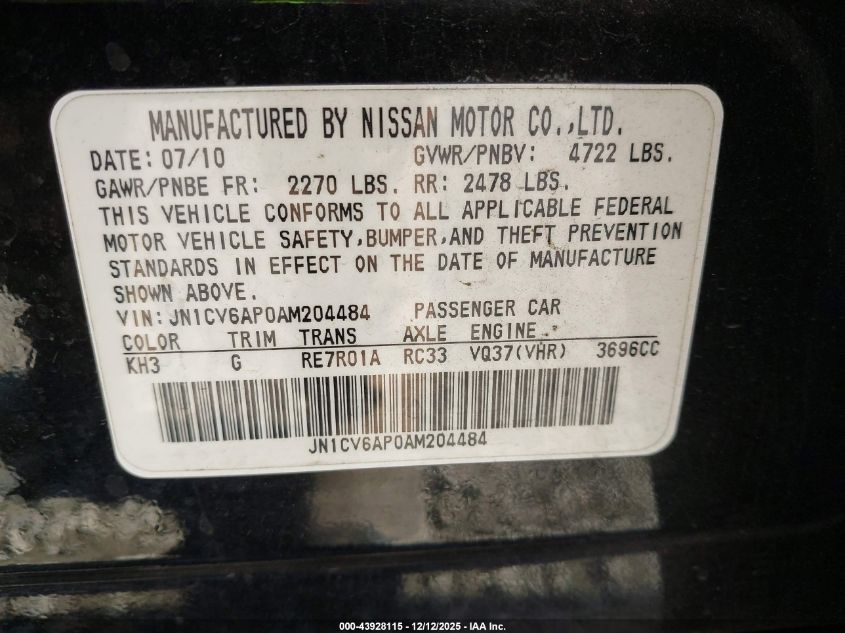 MANUFACTURED BY NISSAN MOTOR CO.,LTD.
DATE: 07/10 GVWR/PNBV: 4722 LBS.
GAWR/PNBE FR: 2270 LBS. RR: 2478 LBS.
THIS VEHICLE CONFORMS TO ALL APPLICABLE FEDERAL
MOTOR VEHICLE SAFETY,BUMPER,AND THEFT PREVENTION
STANDARDS IN EFFECT ON THE DATE OF MANUFACTURE
SHOWN ABOVE.
VIN: JN1CV6AP0AM204484 PASSENGER CAR
COLOR TRIM TRANS AXLE ENGINE
KH3 G RE7R01A RC33 VQ37(VHR) 3696CC
JN1CV6AP0AM204484
000-43928115 - 12/12/2025 - IAA Inc.